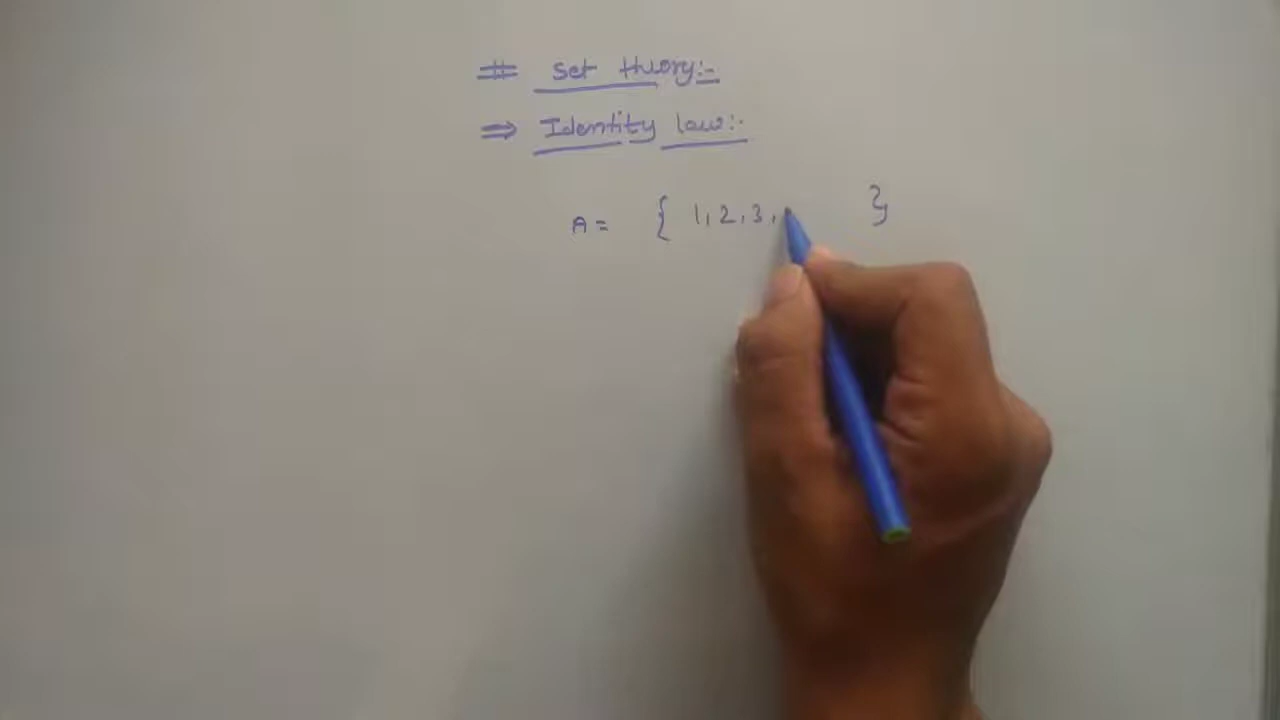 # Set theory:-
⇒ Identity law:-
A = { 1, 2, 3, }